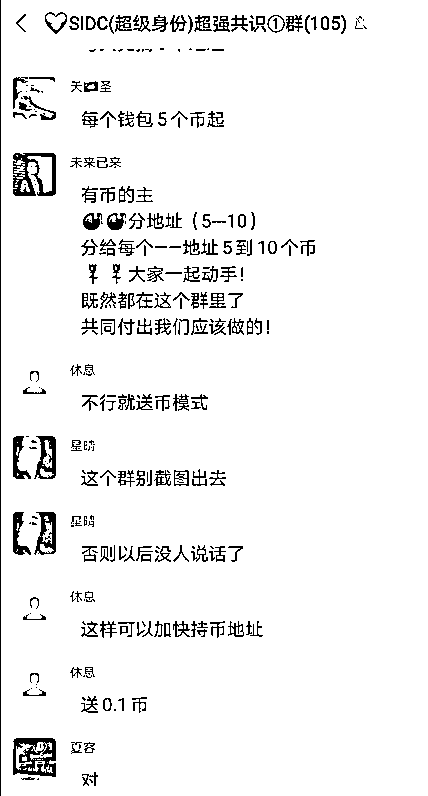 ♡SIDC(超级身份)超强共识①群(105)
天🇨🇳圣
每个钱包5个币起
未来已来
有币的主
分地址（5—10）
分给每个——地址5到10个币
大家一起动手!
既然都在这个群里了
共同付出我们应该做的!
休息
不行就送币模式
星晴
这个群别截图出去
星晴
否则以后没人说话了
休息
这样可以加快持币地址
休息
送0.1币
夏容
对